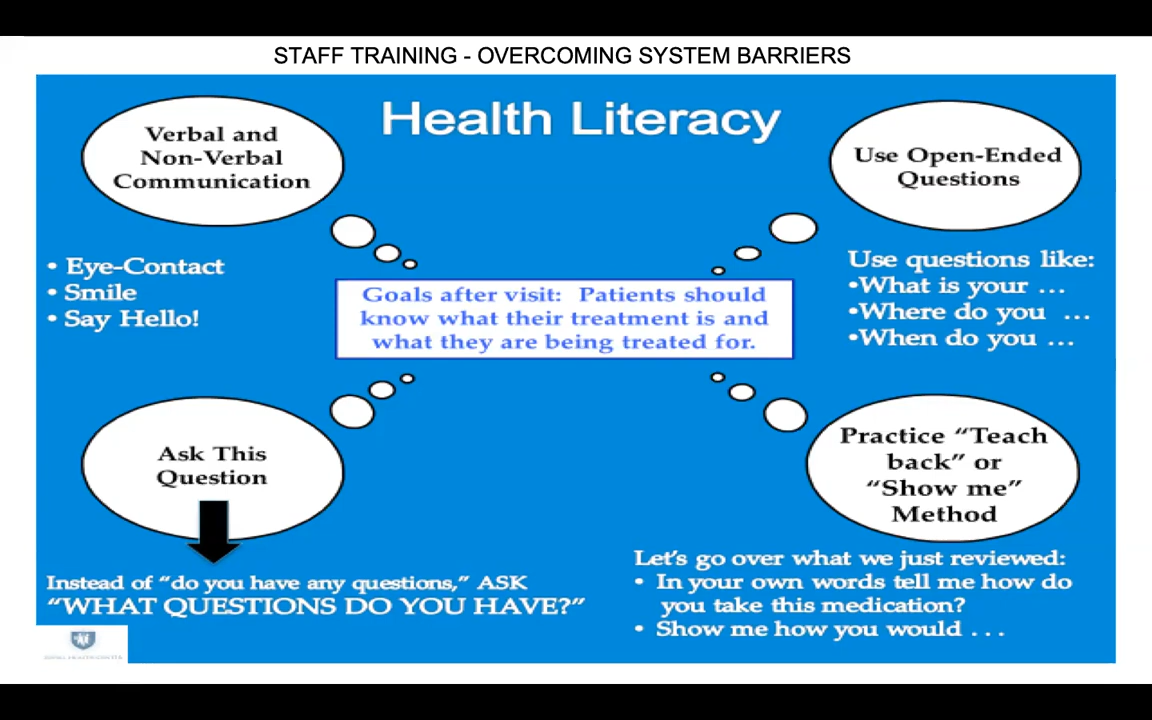 STAFF TRAINING - OVERCOMING SYSTEM BARRIERS
Health Literacy
Verbal and
Non-Verbal
Communication
• Eye-Contact
• Smile
• Say Hello!
Use Open-Ended
Questions
Use questions like:
•What is your ...
•Where do you ...
•When do you ...
Goals after visit: Patients should
know what their treatment is and
what they are being treated for.
Ask This
Question
Instead of “do you have any questions,” ASK
“WHAT QUESTIONS DO YOU HAVE?”
Practice “Teach
back” or
“Show me”
Method
Let’s go over what we just reviewed:
• In your own words tell me how do
you take this medication?
• Show me how you would . . .